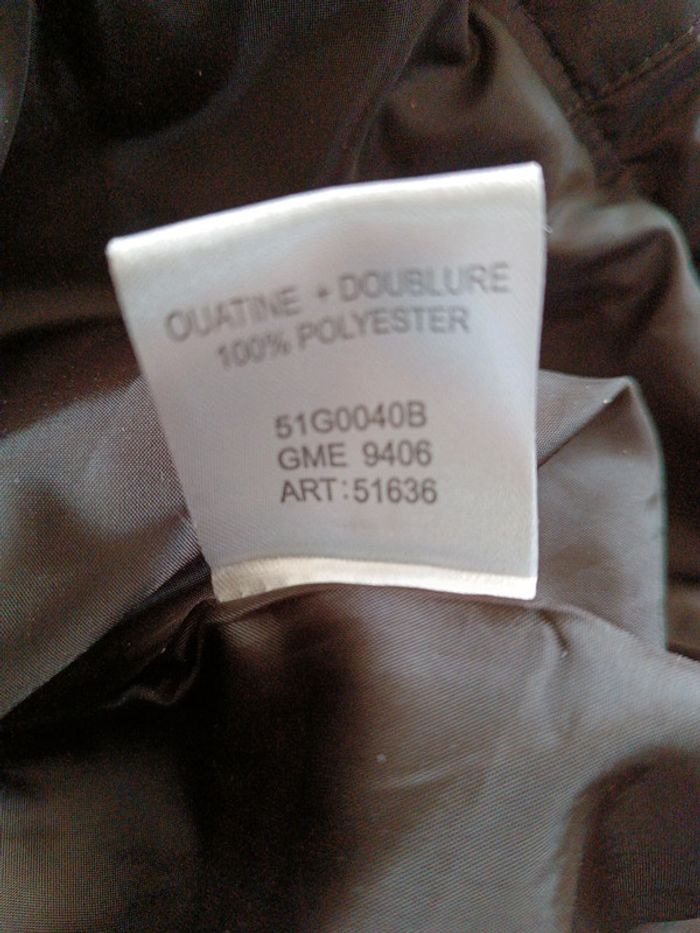 OUATINE + DOUBLURE
100% POLYESTER
51G0040B
GME 9406
ART:51636